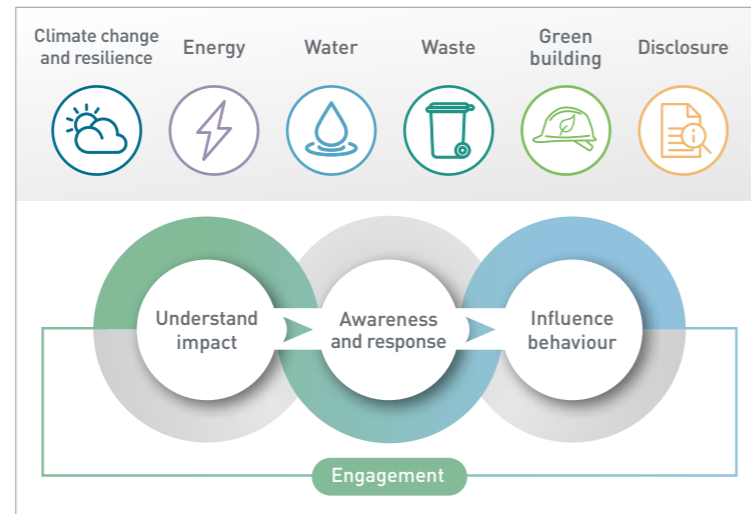 Climate change
and resilience
Energy
Water
Waste
Green
building
Disclosure
Understand
impact
Awareness
and response
Influence
behaviour
Engagement